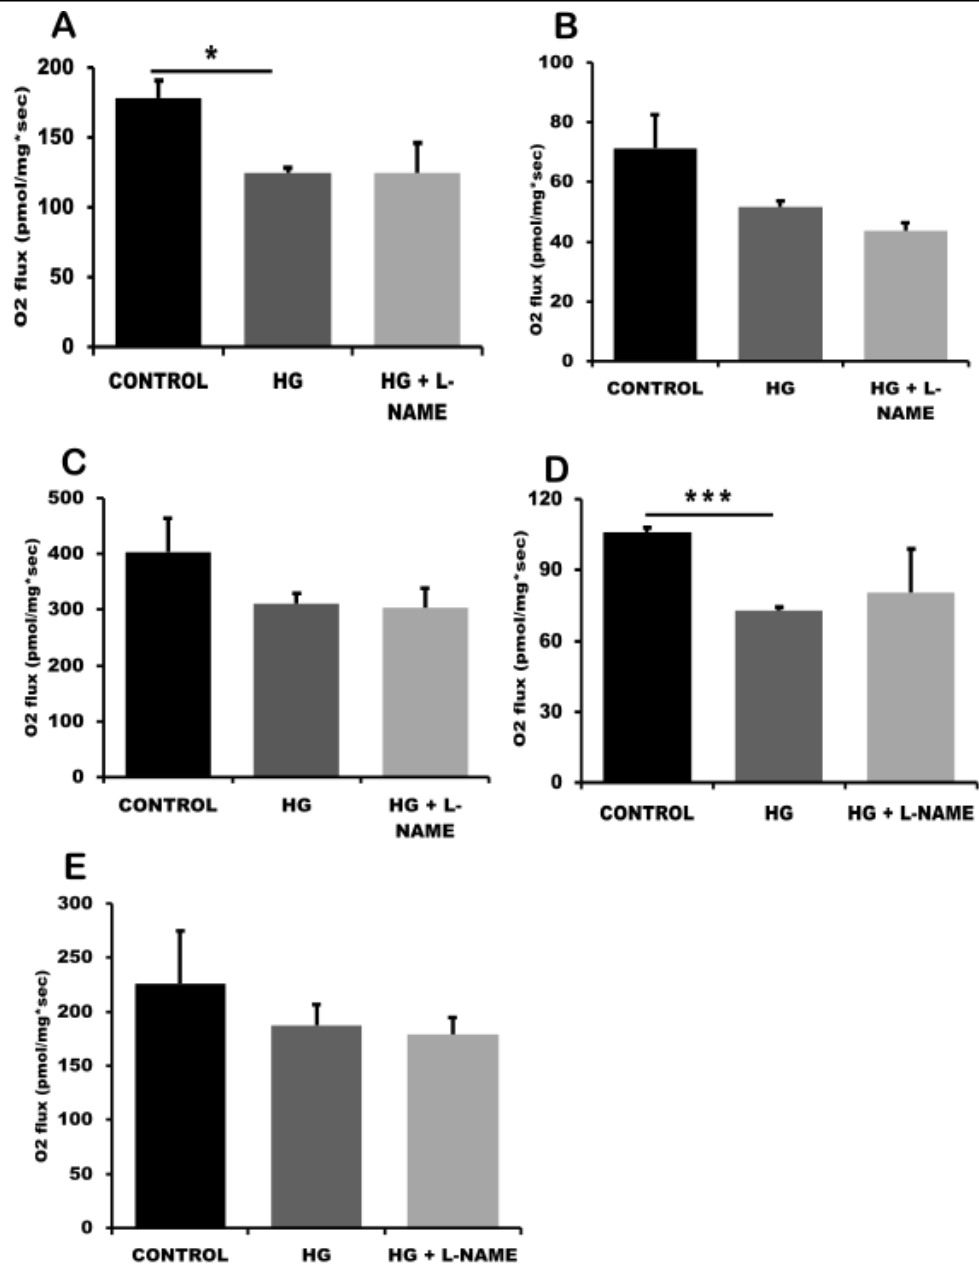 A
*
O2 flux (pmol/mg*sec)
200
150
100
50
0
CONTROL
HG
HG + L-
NAME
B
O2 flux (pmol/mg*sec)
100
80
60
40
20
0
CONTROL
HG
HG + L-
NAME
C
O2 flux (pmol/mg*sec)
500
400
300
200
100
0
CONTROL
HG
HG + L-
NAME
D
***
O2 flux (pmol/mg*sec)
120
90
60
30
0
CONTROL
HG
HG + L-NAME
E
O2 flux (pmol/mg*sec)
300
250
200
150
100
50
0
CONTROL
HG
HG + L-NAME